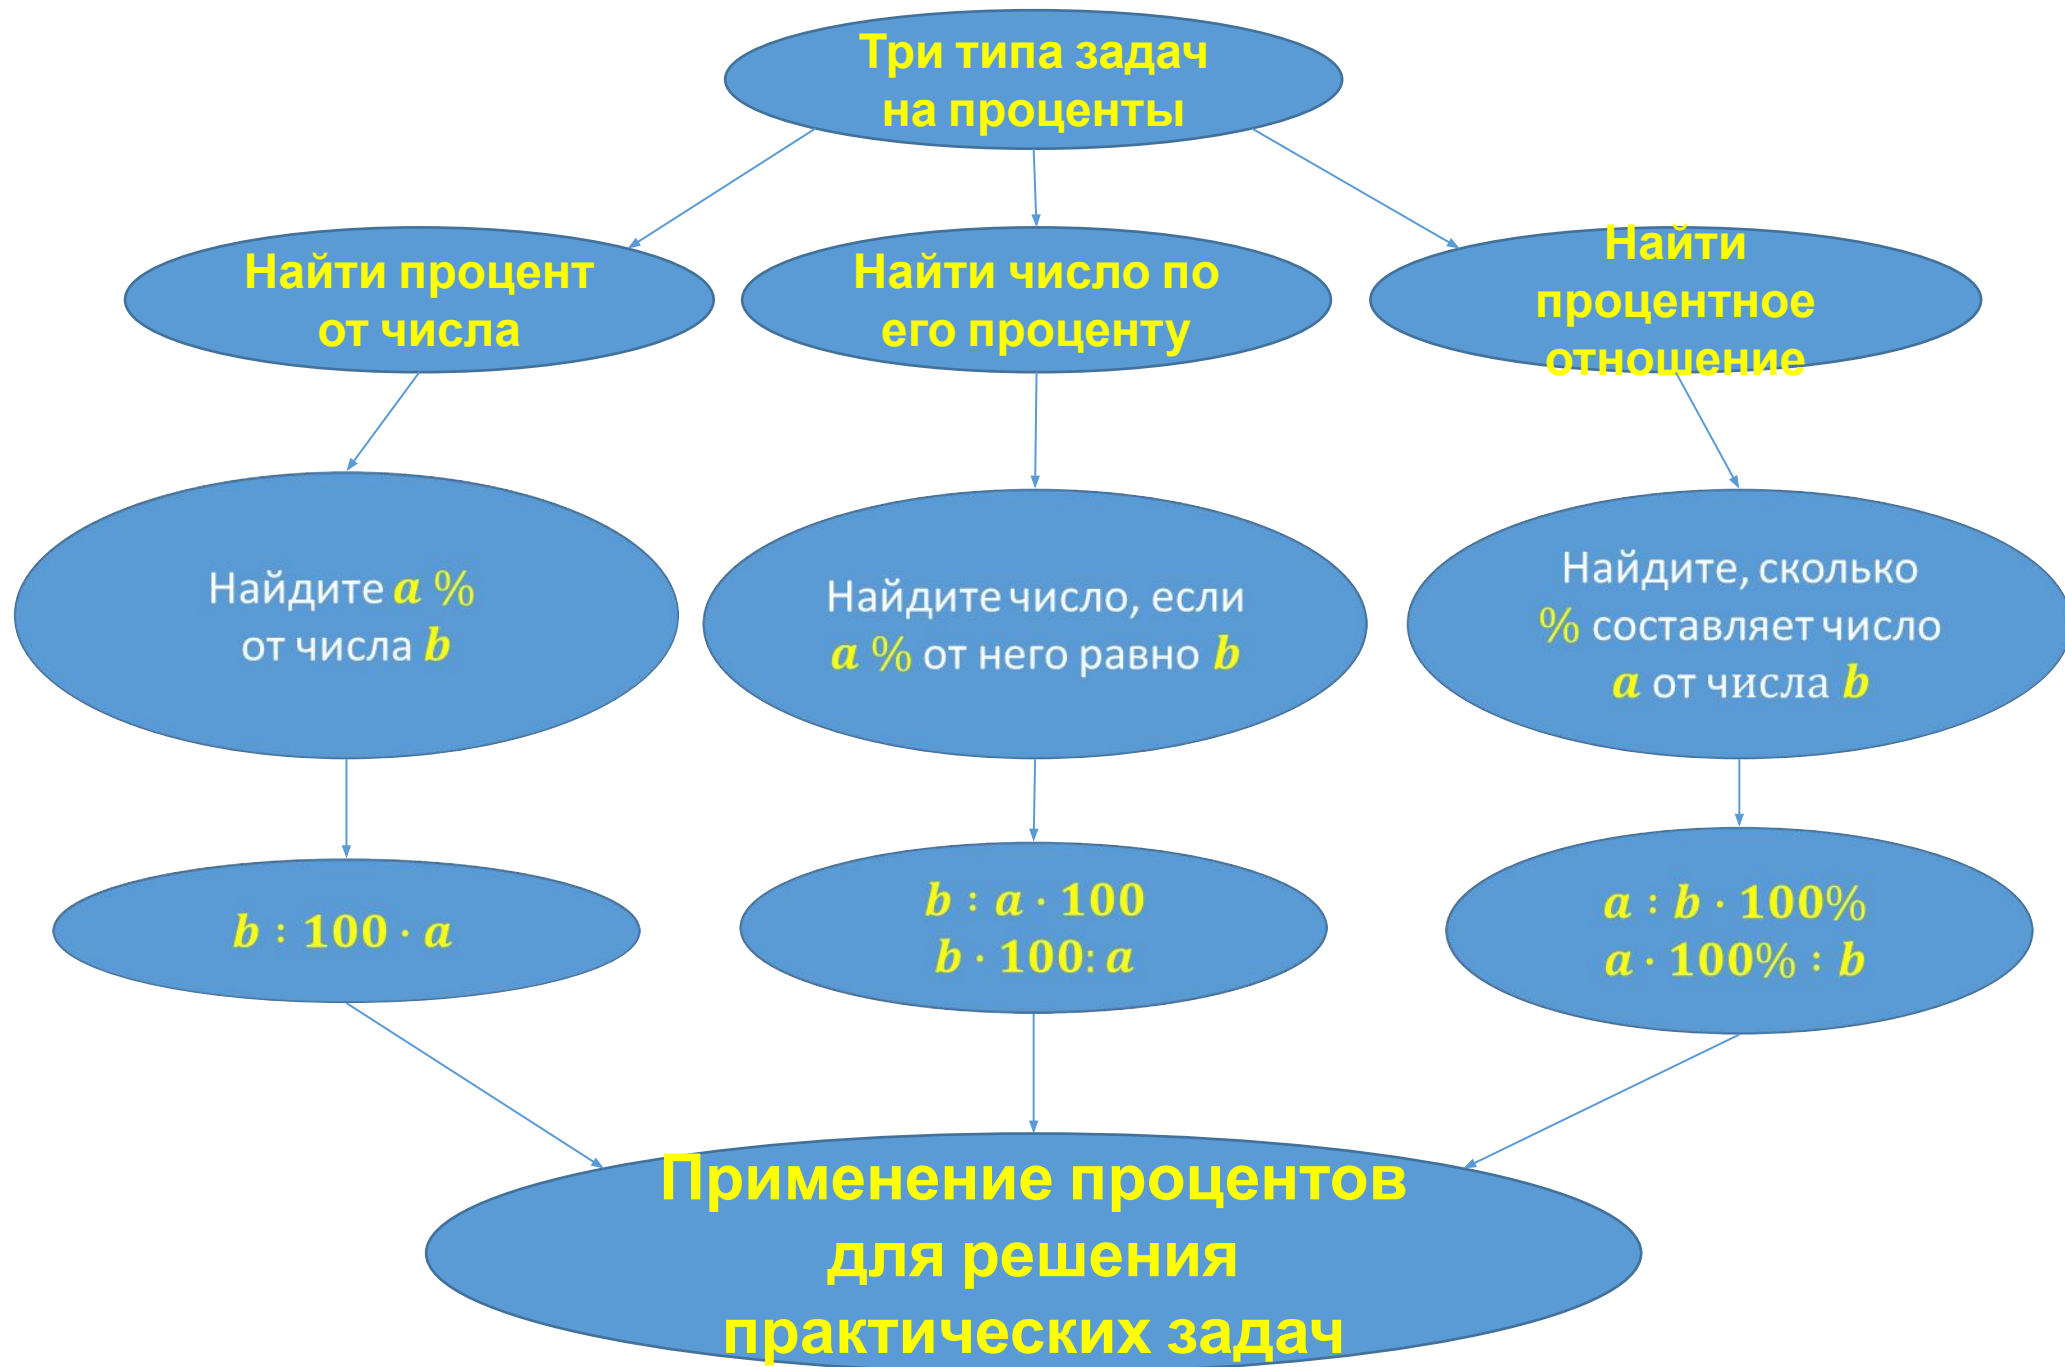 Три типа задач
на проценты
Найти процент
от числа
Найти число по
его проценту
Найти
процентное
отношение
Найдите a %
от числа b
Найдите число, если
a % от него равно b
Найдите, сколько
% составляет число
a от числа b
b : 100 · a
b : a · 100
b · 100: a
a : b · 100%
a · 100% : b
Применение процентов
для решения
практических задач